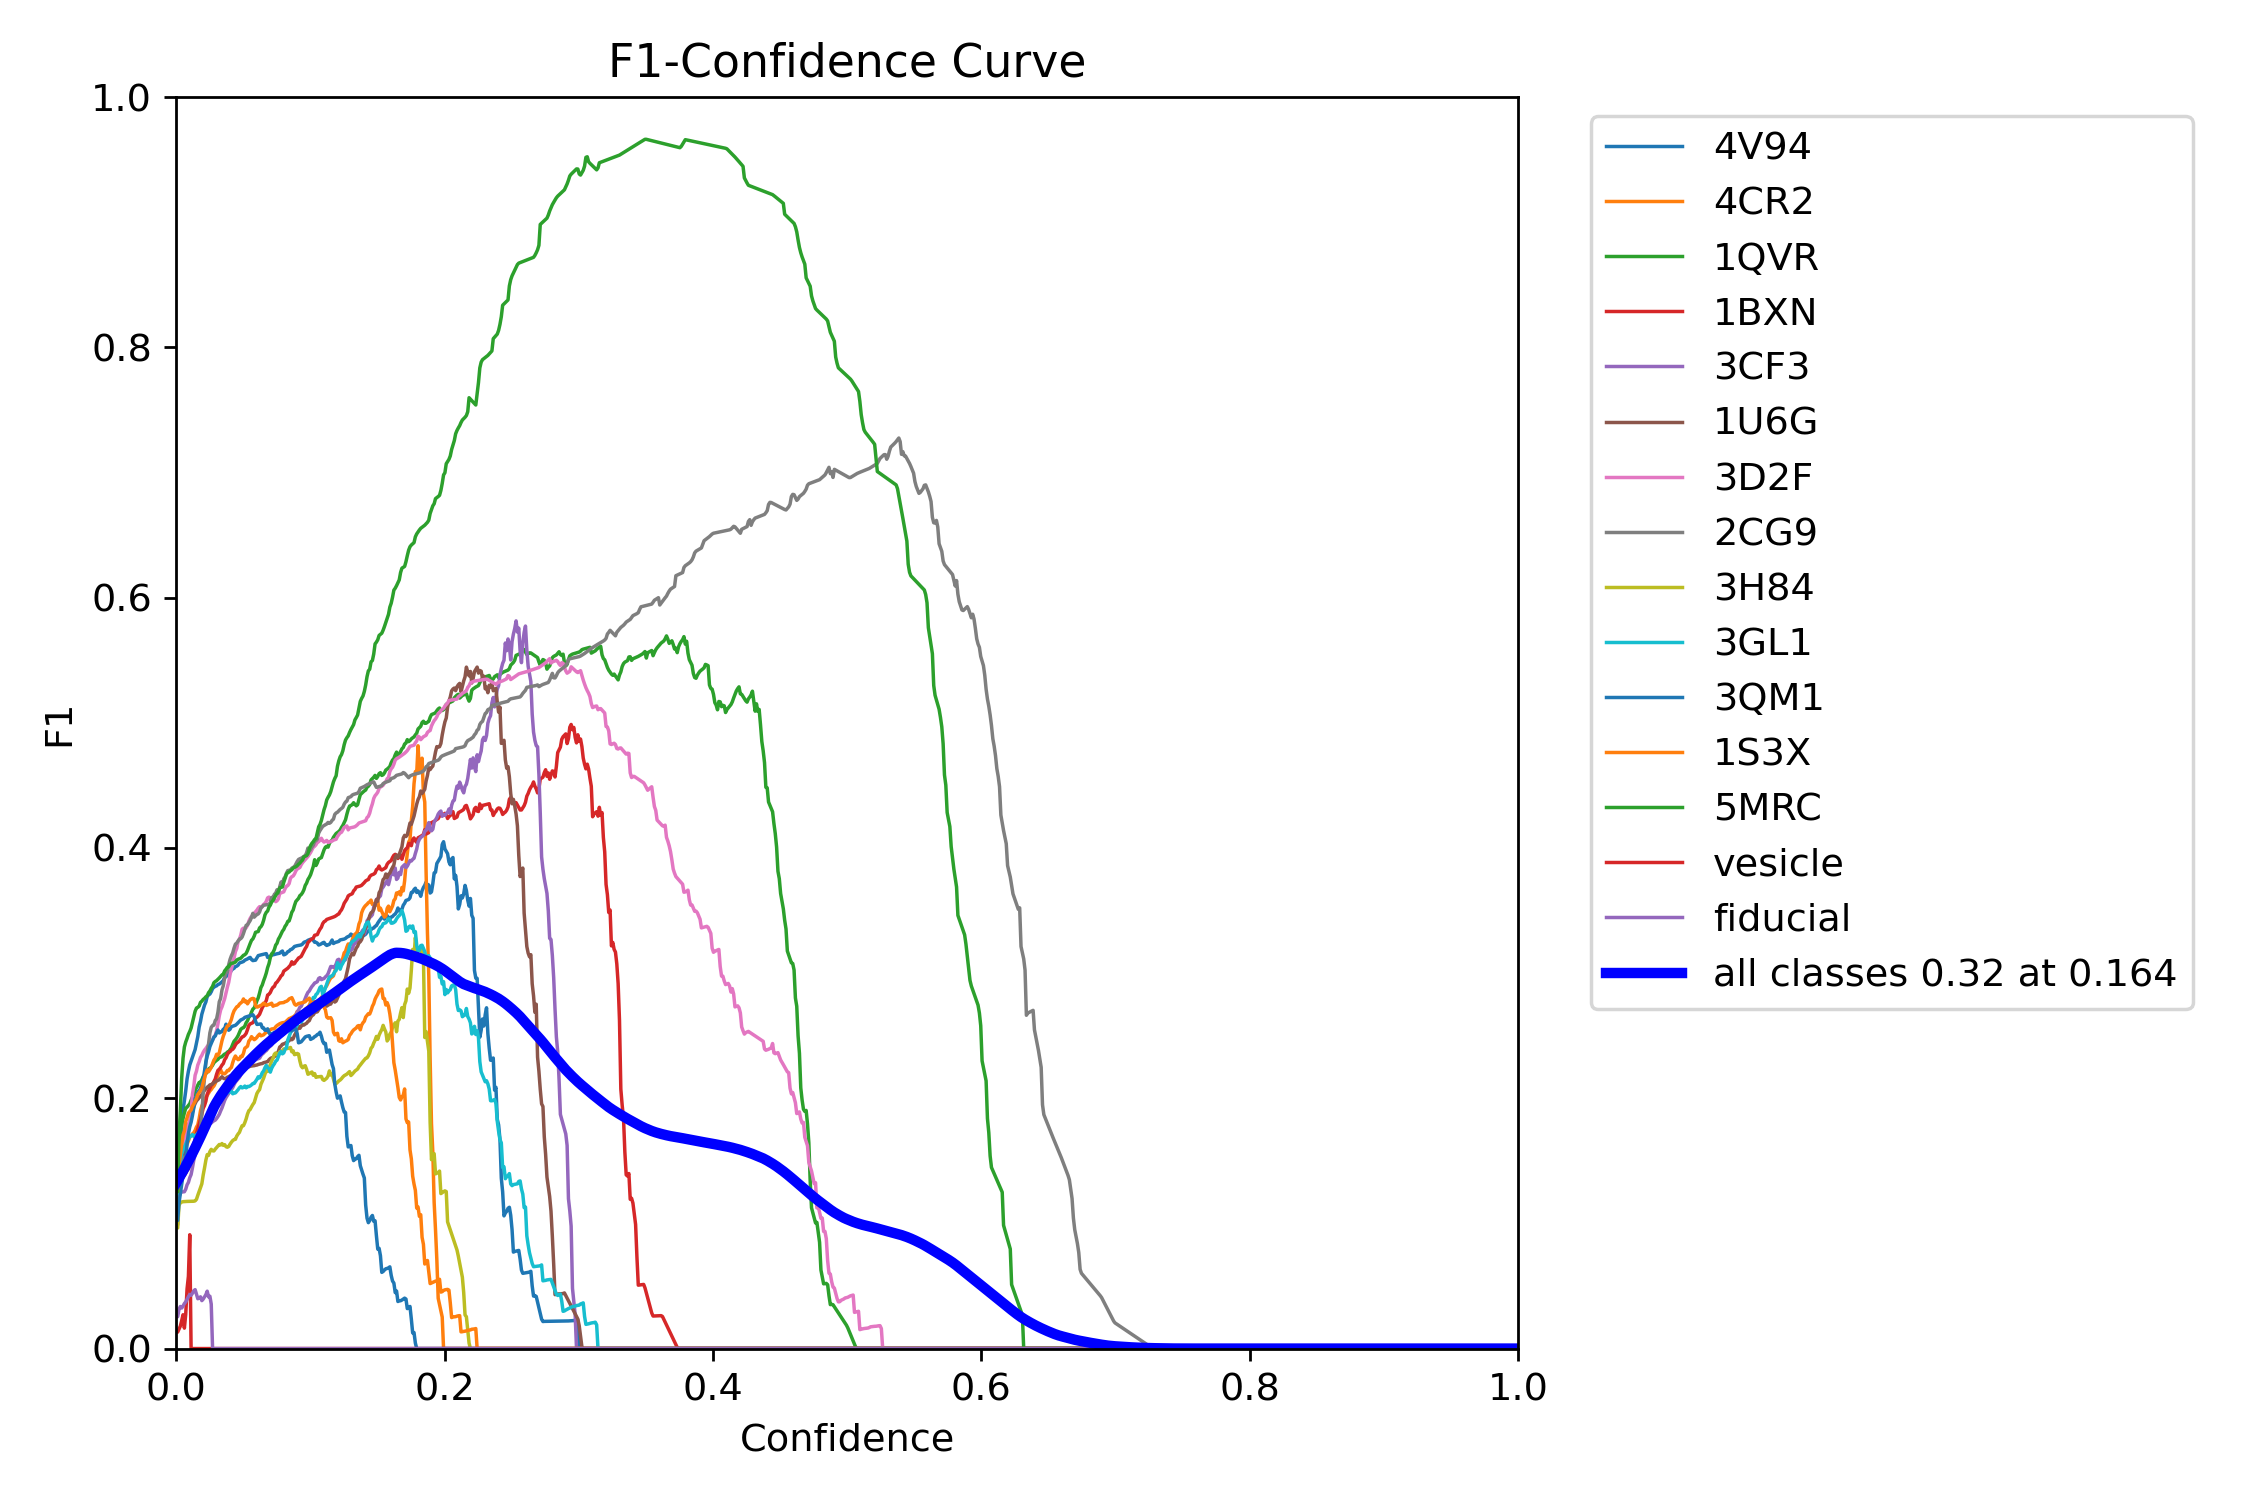 F1-Confidence Curve
1.0
0.8
0.6
0.4
0.2
0.0
F1
0.0 0.2 0.4 0.6 0.8 1.0
Confidence
4V94
4CR2
1QVR
1BXN
3CF3
1U6G
3D2F
2CG9
3H84
3GL1
3QM1
1S3X
5MRC
vesicle
fiducial
all classes 0.32 at 0.164